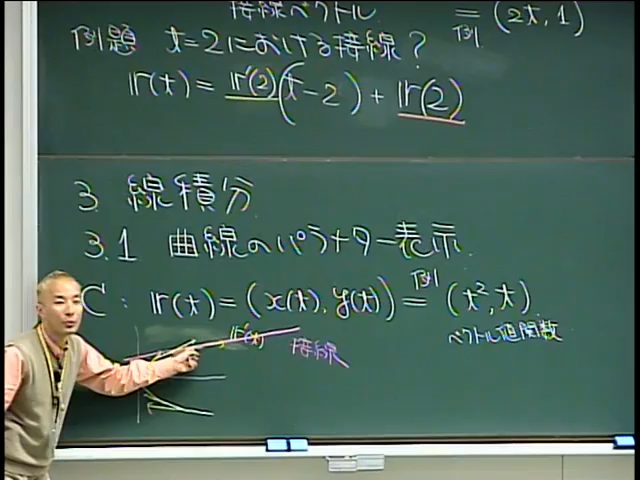 接線ベクトル = (2t, 1)
例
例題 t=2における接線?
r(t) = r'(2)(t-2) + r(2)
3. 線積分
3.1 曲線のパラメーター表示.
C : r(t) = (x(t), y(t)) = (t², t)
例
ベクトル値関数
r'(t)
接線